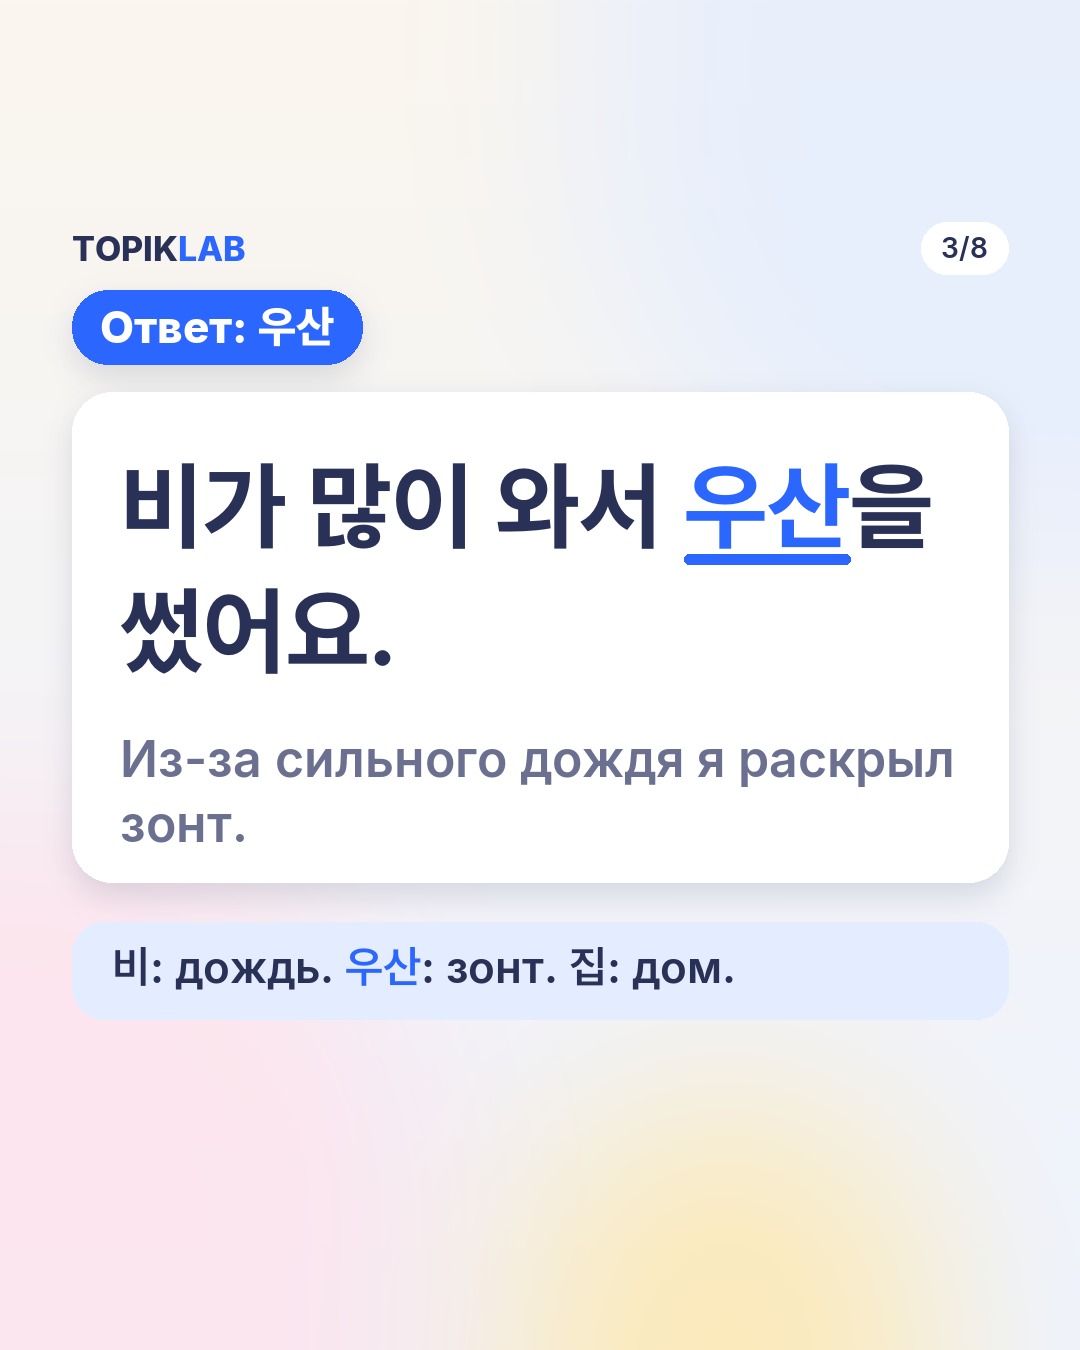 TOPIKLAB
3/8
Ответ: 우산
비가 많이 와서 우산을
썼어요.
Из-за сильного дождя я раскрыл
зонт.
비: дождь. 우산: зонт. 집: дом.